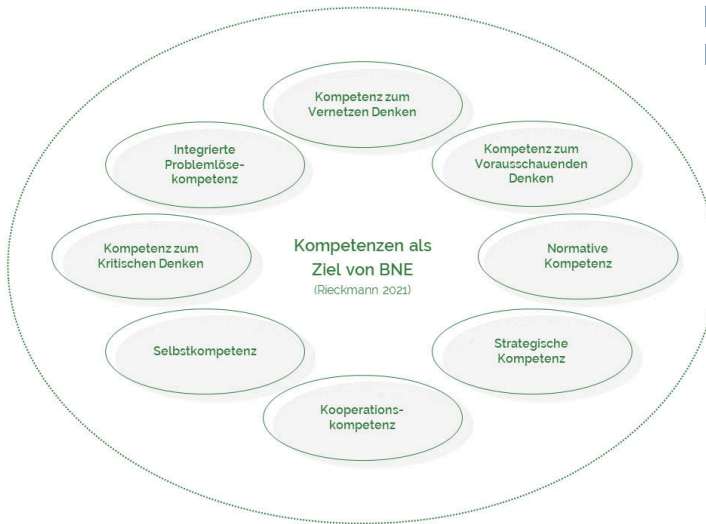 Kompetenz zum
Vernetzen Denken
Kompetenz zum
Vorausschauenden
Denken
Normative
Kompetenz
Strategische
Kompetenz
Kooperations-
kompetenz
Selbstkompetenz
Kompetenz zum
Kritischen Denken
Integrierte
Problemlöse-
kompetenz
Kompetenzen als
Ziel von BNE
(Rieckmann 2021)